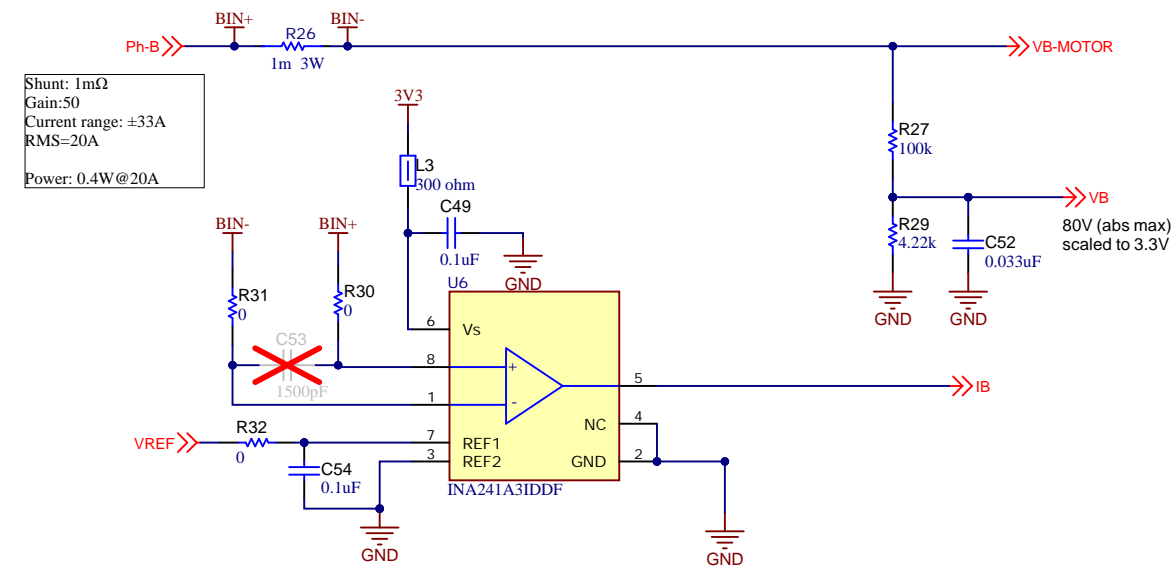 BIN+
BIN-
Ph-B
R26
1m 3W
VB-MOTOR
Shunt: 1mΩ
Gain:50
Current range: ±33A
RMS=20A
Power: 0.4W@20A
3V3
L3
300 ohm
R27
100k
C49
0.1uF
GND
VB
80V (abs max)
scaled to 3.3V
R29
4.22k
C52
0.033uF
GND
GND
BIN-
BIN+
R31
0
R30
0
C53
1500pF
U6
6
Vs
8
+
1
-
5
IB
4
NC
VREF
R32
0
7
REF1
3
REF2
GND
2
C54
0.1uF
INA241A3IDDF
GND
GND